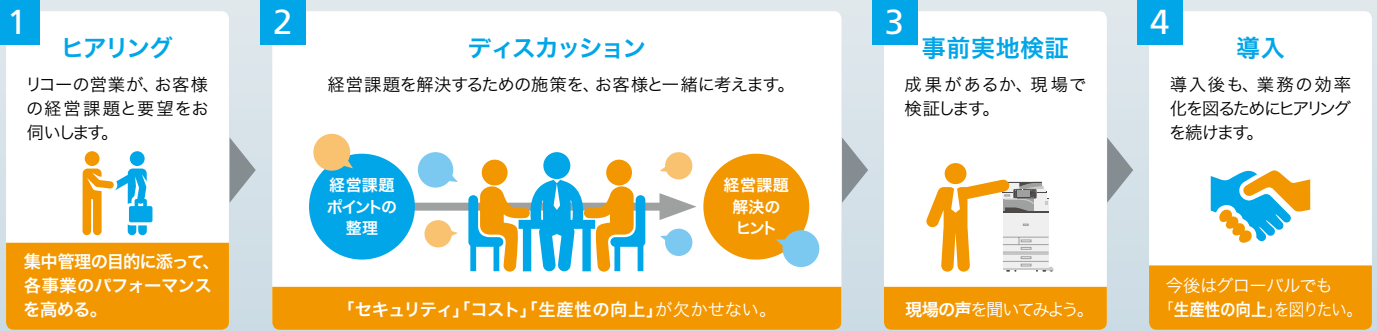 1
ヒアリング
リコーの営業が、お客様
の経営課題と要望をお
伺いします。
集中管理の目的に添って、
各事業のパフォーマンス
を高める。
2
ディスカッション
経営課題を解決するための施策を、お客様と一緒に考えます。
経営課題
ポイントの
整理
経営課題
解決の
ヒント
「セキュリティ」「コスト」「生産性の向上」が欠かせない。
3
事前実地検証
成果があるか、現場で
検証します。
現場の声を聞いてみよう。
4
導入
導入後も、業務の効率
化を図るためにヒアリング
を続けます。
今後はグローバルでも
「生産性の向上」を図りたい。